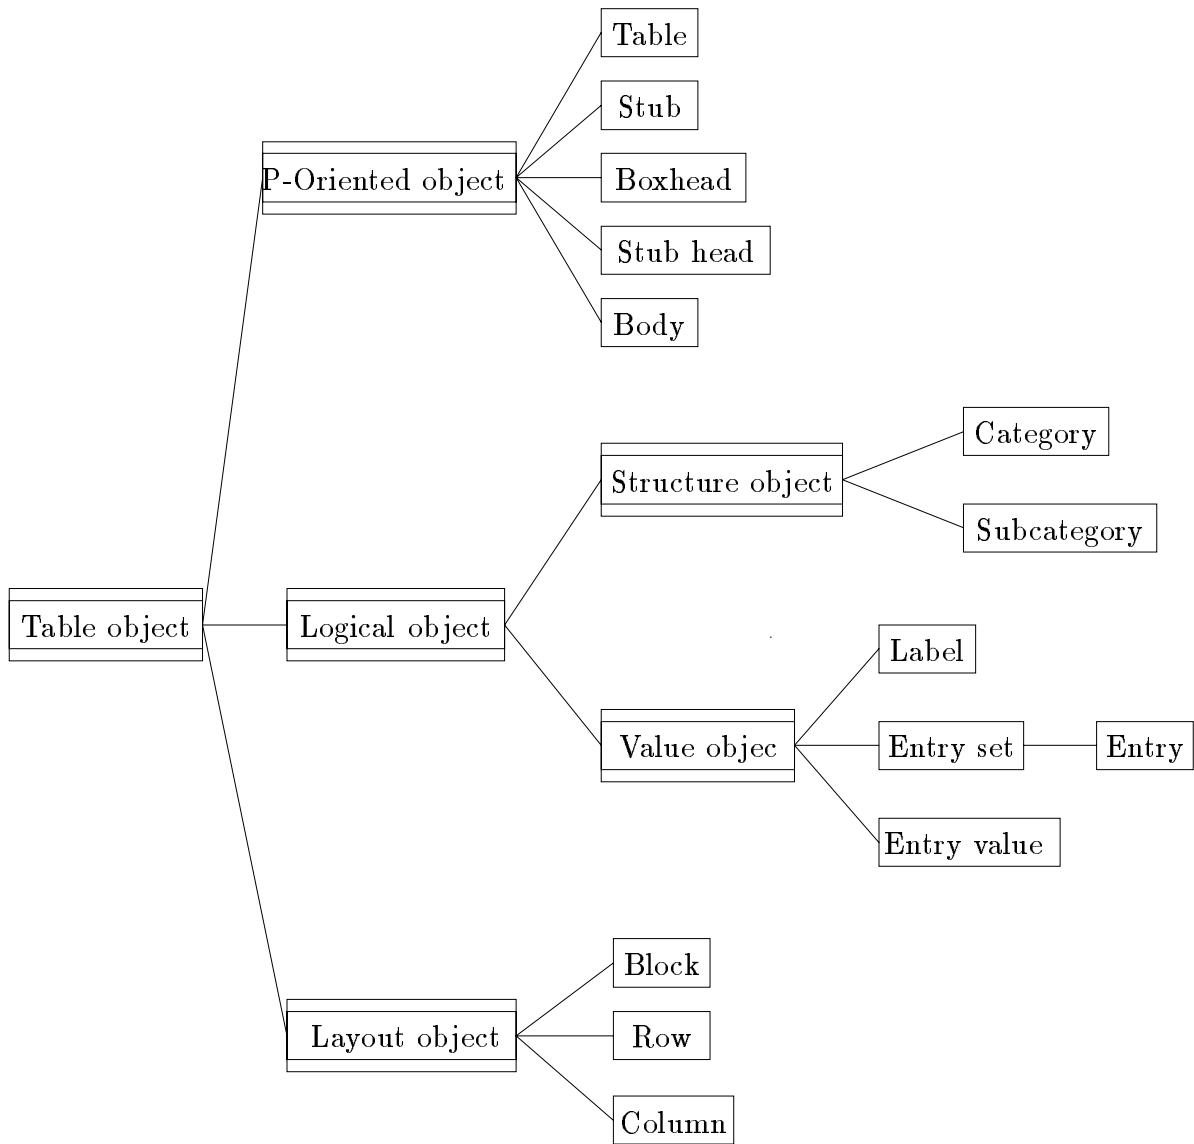 Table
Stub
P-Oriented object
Boxhead
Stub head
Body
Category
Structure object
Subcategory
Table object
Logical object
Label
Value objec
Entry set
Entry
Entry value
Block
Layout object
Row
Column